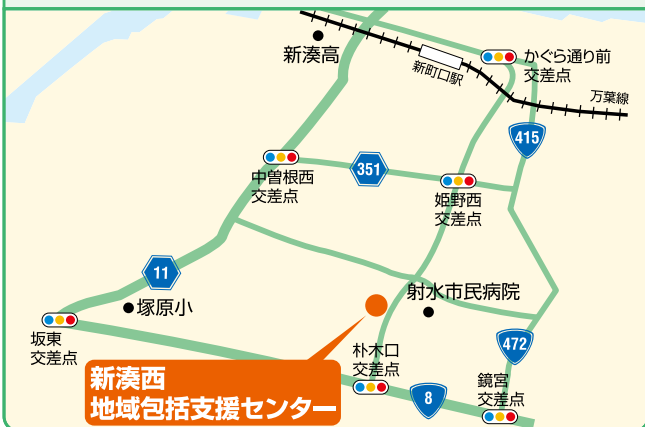 新湊高
新町口駅
かぐら通り前
交差点
万葉線
415
中曽根西
交差点
351
姫野西
交差点
11
塚原小
射水市民病院
坂東
交差点
朴木口
交差点
472
新湊西
地域包括支援センター
8
鏡宮
交差点